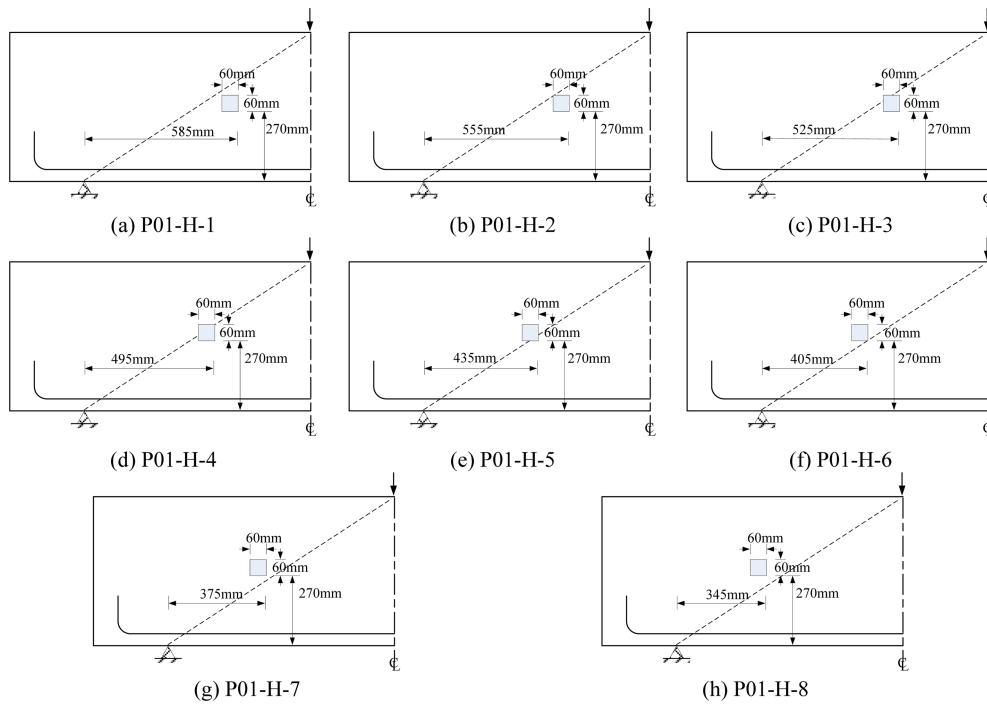 60mm
60mm
585mm
270mm
℄
(a) P01-H-1
60mm
60mm
555mm
270mm
℄
(b) P01-H-2
60mm
60mm
525mm
270mm
℄
(c) P01-H-3
60mm
60mm
495mm
270mm
℄
(d) P01-H-4
60mm
60mm
435mm
270mm
℄
(e) P01-H-5
60mm
60mm
405mm
270mm
℄
(f) P01-H-6
60mm
60mm
375mm
270mm
℄
(g) P01-H-7
60mm
60mm
345mm
270mm
℄
(h) P01-H-8